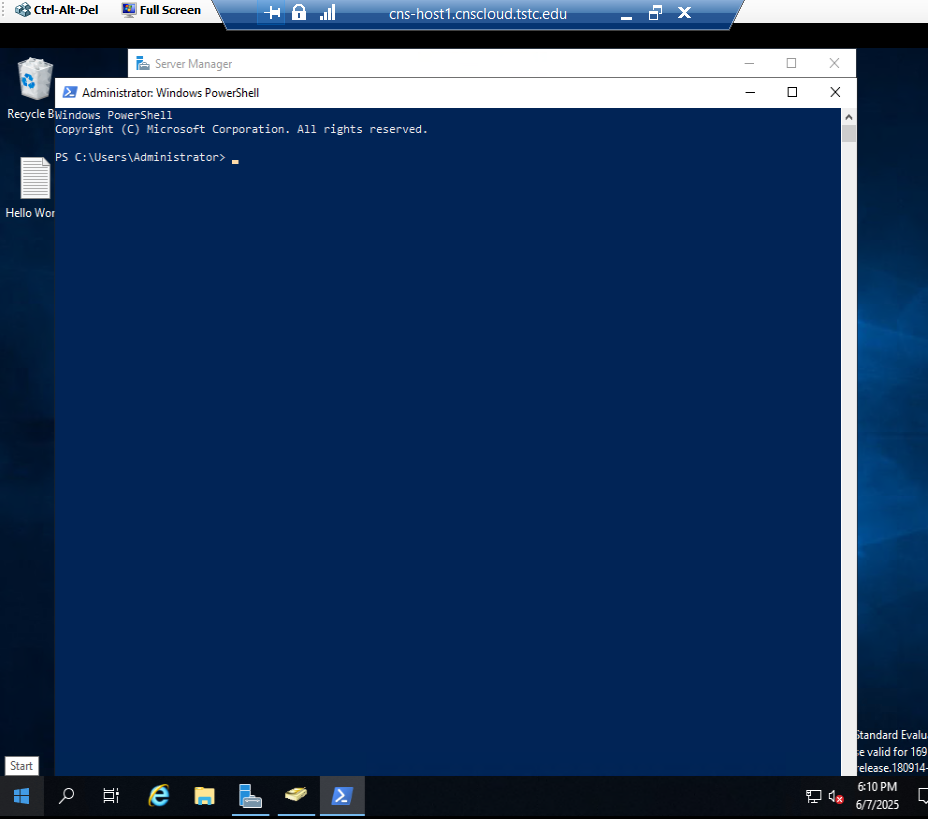 Ctrl-Alt-Del Full Screen cns-host1.cnscloud.tstc.edu
Server Manager
Administrator: Windows PowerShell
Recycle B
Windows PowerShell
Copyright (C) Microsoft Corporation. All rights reserved.
PS C:\Users\Administrator>
Hello Wor
Standard Evalua
se valid for 169
release.180914-
Start
6:10 PM
6/7/2025